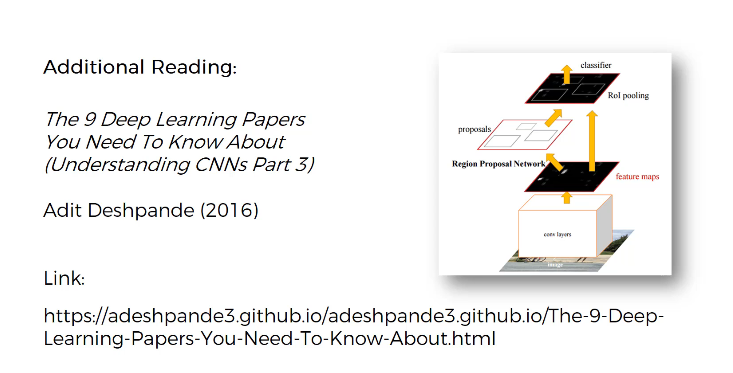 Additional Reading:
The 9 Deep Learning Papers
You Need To Know About
(Understanding CNNs Part 3)
Adit Deshpande (2016)
Link:
https://adeshpande3.github.io/adeshpande3.github.io/The-9-Deep-
Learning-Papers-You-Need-To-Know-About.html
classifier
RoI pooling
proposals
Region Proposal Network
feature maps
conv layers
image